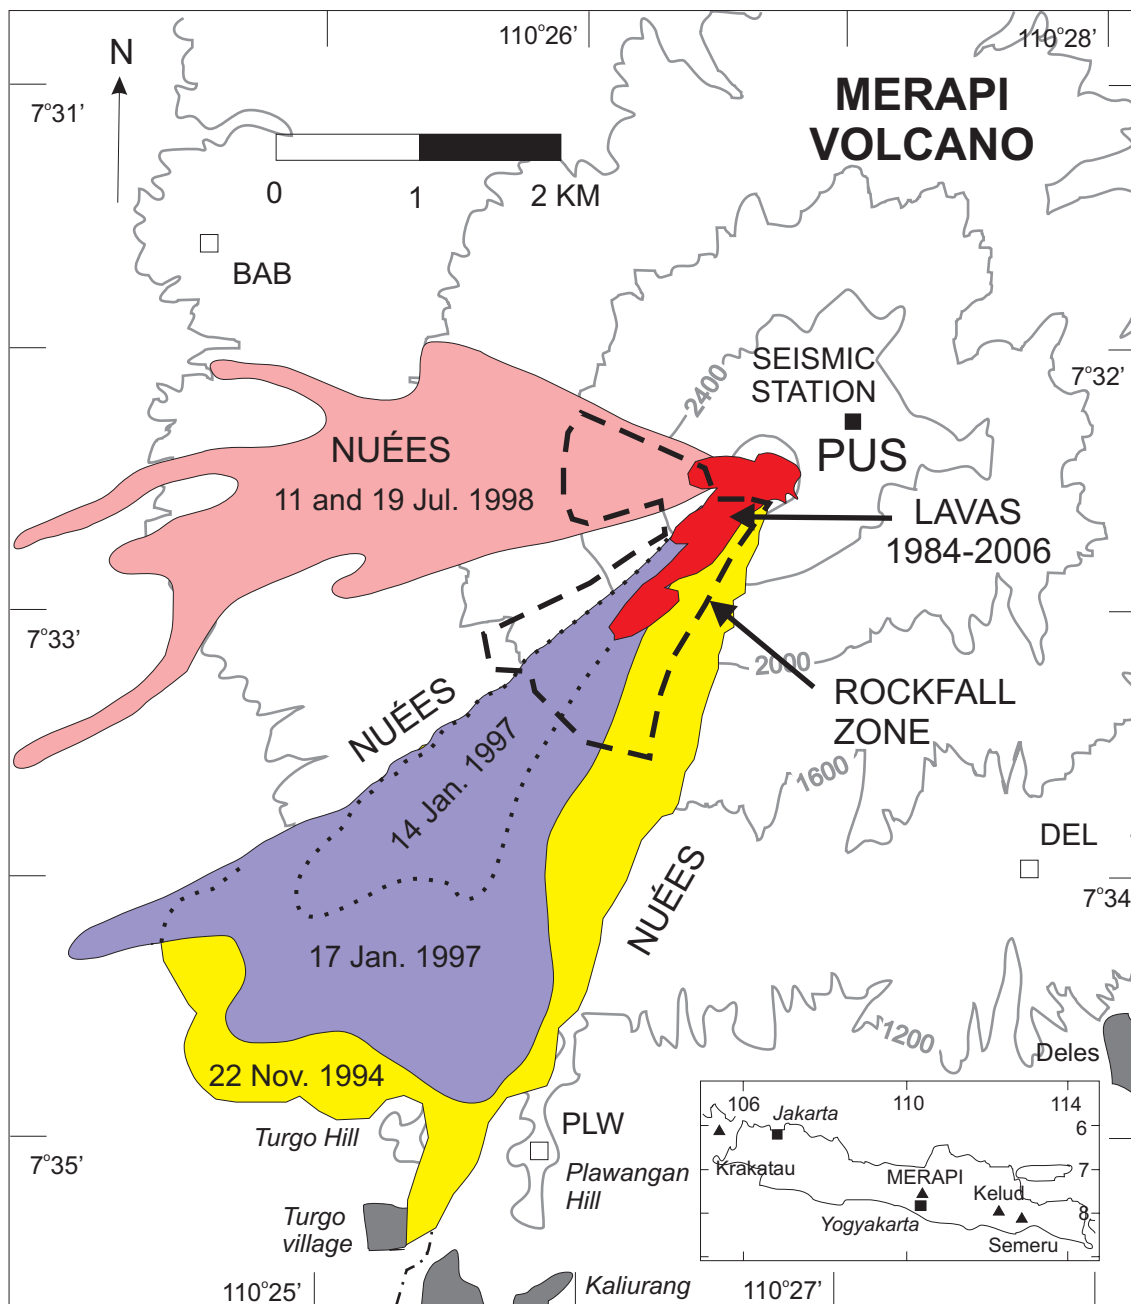 110°26'
110°28'
N
7°31'
MERAPI
VOLCANO
0
1
2 KM
BAB
SEISMIC
STATION
2400
7°32'
PUS
NUÉES
11 and 19 Jul. 1998
LAVAS
1984-2006
7°33'
2000
ROCKFALL
ZONE
NUÉES
14 Jan. 1997
1600
DEL
7°34'
NUÉES
17 Jan. 1997
1200
Deles
22 Nov. 1994
Turgo Hill
PLW
Plawangan
Hill
7°35'
Turgo
village
Kaliurang
110°25'
110°27'
106
110
114
Jakarta
6
Krakatau
7
MERAPI
Kelud
8
Yogyakarta
Semeru